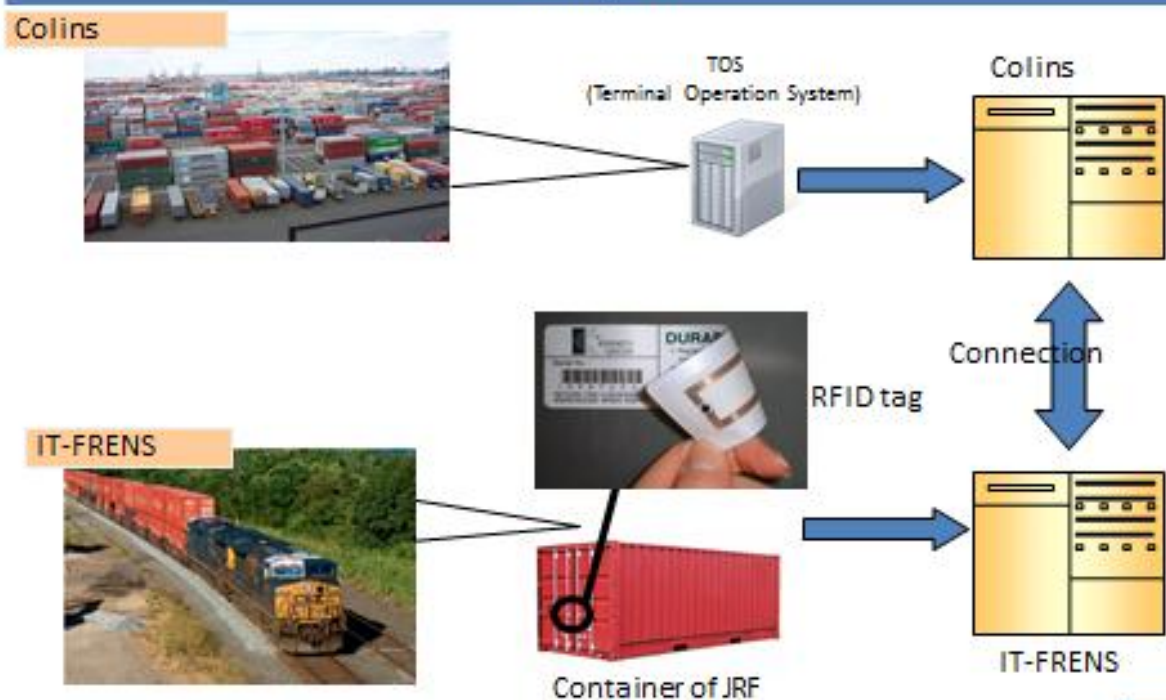 Colins
TOS
(Terminal Operation System)
Colins
DURA
RFID tag
Connection
IT-FRENS
Container of JRF
IT-FRENS